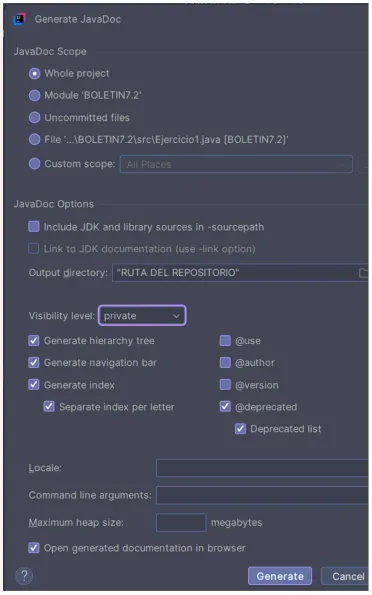 Generate JavaDoc
JavaDoc Scope
Whole project
Module 'BOLETIN7.2'
Uncommitted files
File '...\BOLETIN7.2\src\Ejercicio1.java [BOLETIN7.2]'
Custom scope: All Places
JavaDoc Options
Include JDK and library sources in -sourcepath
Link to JDK documentation (use -link option)
Output directory: "RUTA DEL REPOSITORIO"
Visibility level: private
Generate hierarchy tree @use
Generate navigation bar @author
Generate index @version
Separate index per letter @deprecated
Deprecated list
Locale:
Command line arguments:
Maximum heap size: megabytes
Open generated documentation in browser
? Generate Cancel